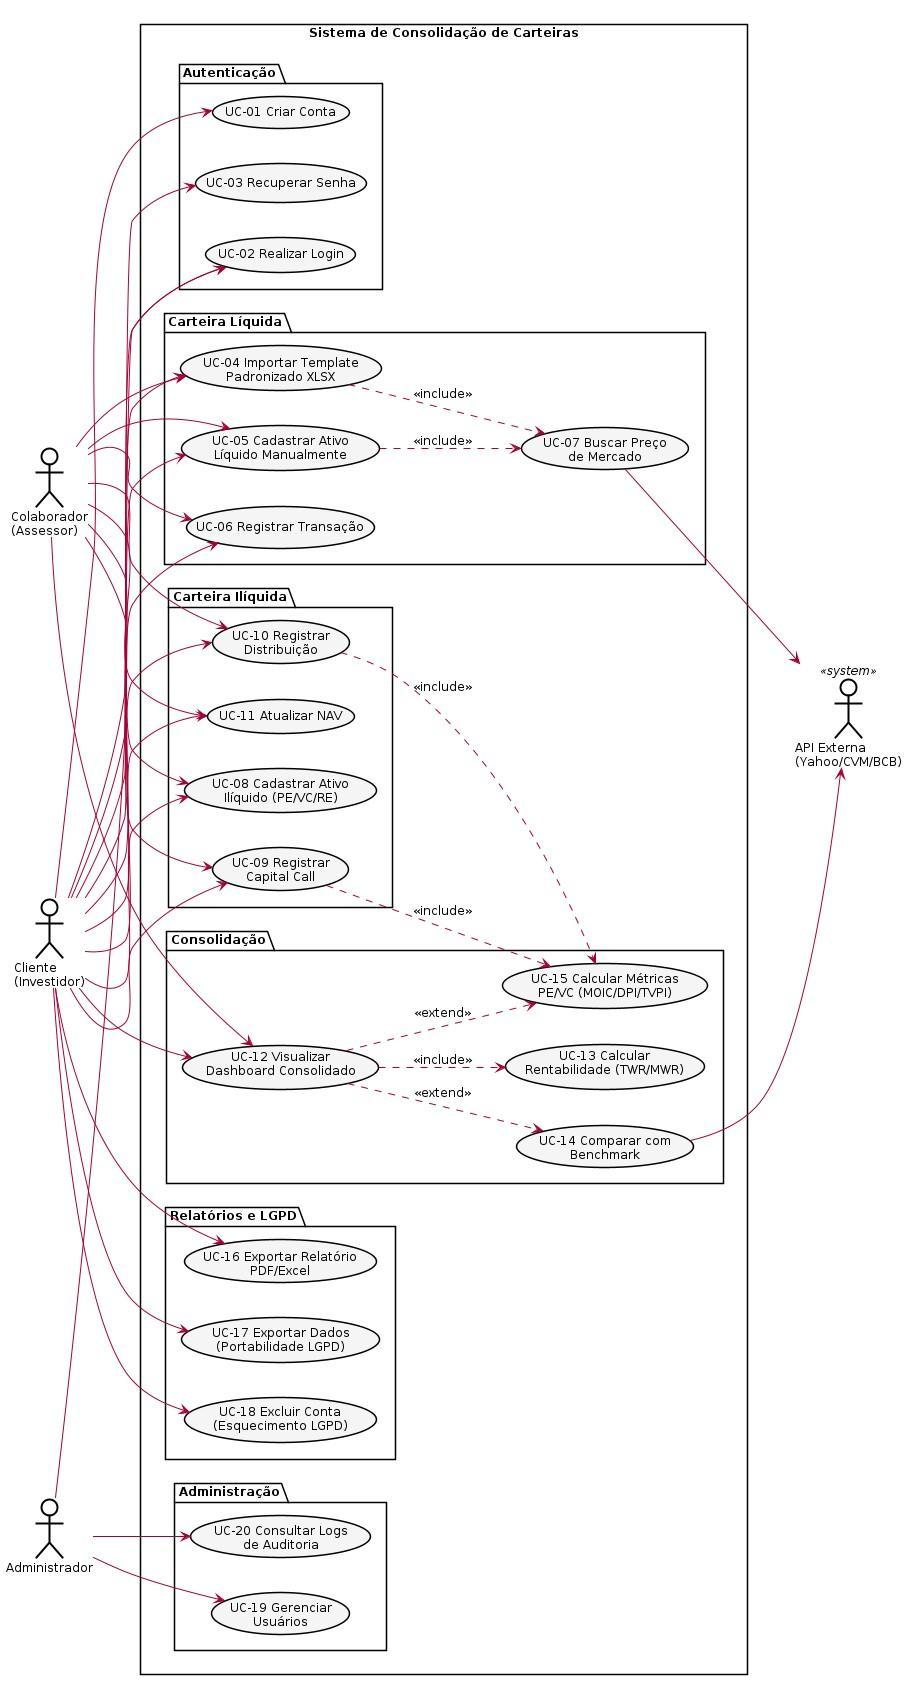 Sistema de Consolidação de Carteiras
Autenticação
UC-01 Criar Conta
UC-03 Recuperar Senha
UC-02 Realizar Login
Carteira Líquida
UC-04 Importar Template
Padronizado XLSX
«include»
UC-05 Cadastrar Ativo
Líquido Manualmente
«include»
UC-07 Buscar Preço
de Mercado
UC-06 Registrar Transação
Colaborador
(Assessor)
Carteira Ilíquida
UC-10 Registrar
Distribuição
«include»
UC-11 Atualizar NAV
UC-08 Cadastrar Ativo
Ilíquido (PE/VC/RE)
UC-09 Registrar
Capital Call
«include»
«system»
API Externa
(Yahoo/CVM/BCB)
Cliente
(Investidor)
Consolidação
UC-15 Calcular Métricas
PE/VC (MOIC/DPI/TVPI)
«extend»
UC-12 Visualizar
Dashboard Consolidado
«include»
UC-13 Calcular
Rentabilidade (TWR/MWR)
«extend»
UC-14 Comparar com
Benchmark
Relatórios e LGPD
UC-16 Exportar Relatório
PDF/Excel
UC-17 Exportar Dados
(Portabilidade LGPD)
UC-18 Excluir Conta
(Esquecimento LGPD)
Administração
UC-20 Consultar Logs
de Auditoria
UC-19 Gerenciar
Usuários
Administrador